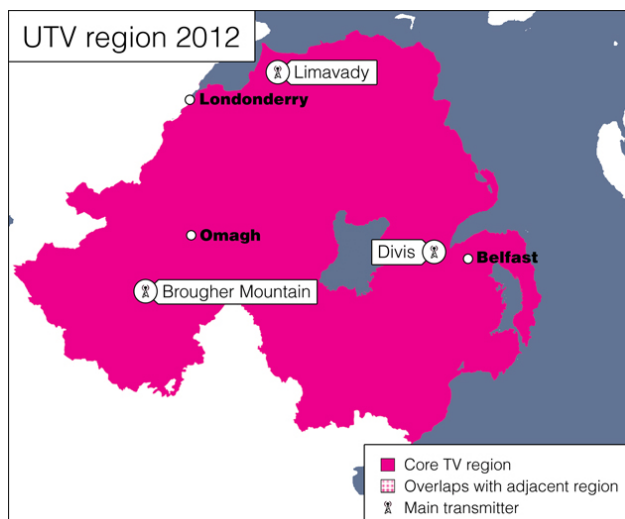 UTV region 2012
Limavady
Londonderry
Omagh
Divis
Belfast
Brougher Mountain
Core TV region
Overlaps with adjacent region
Main transmitter